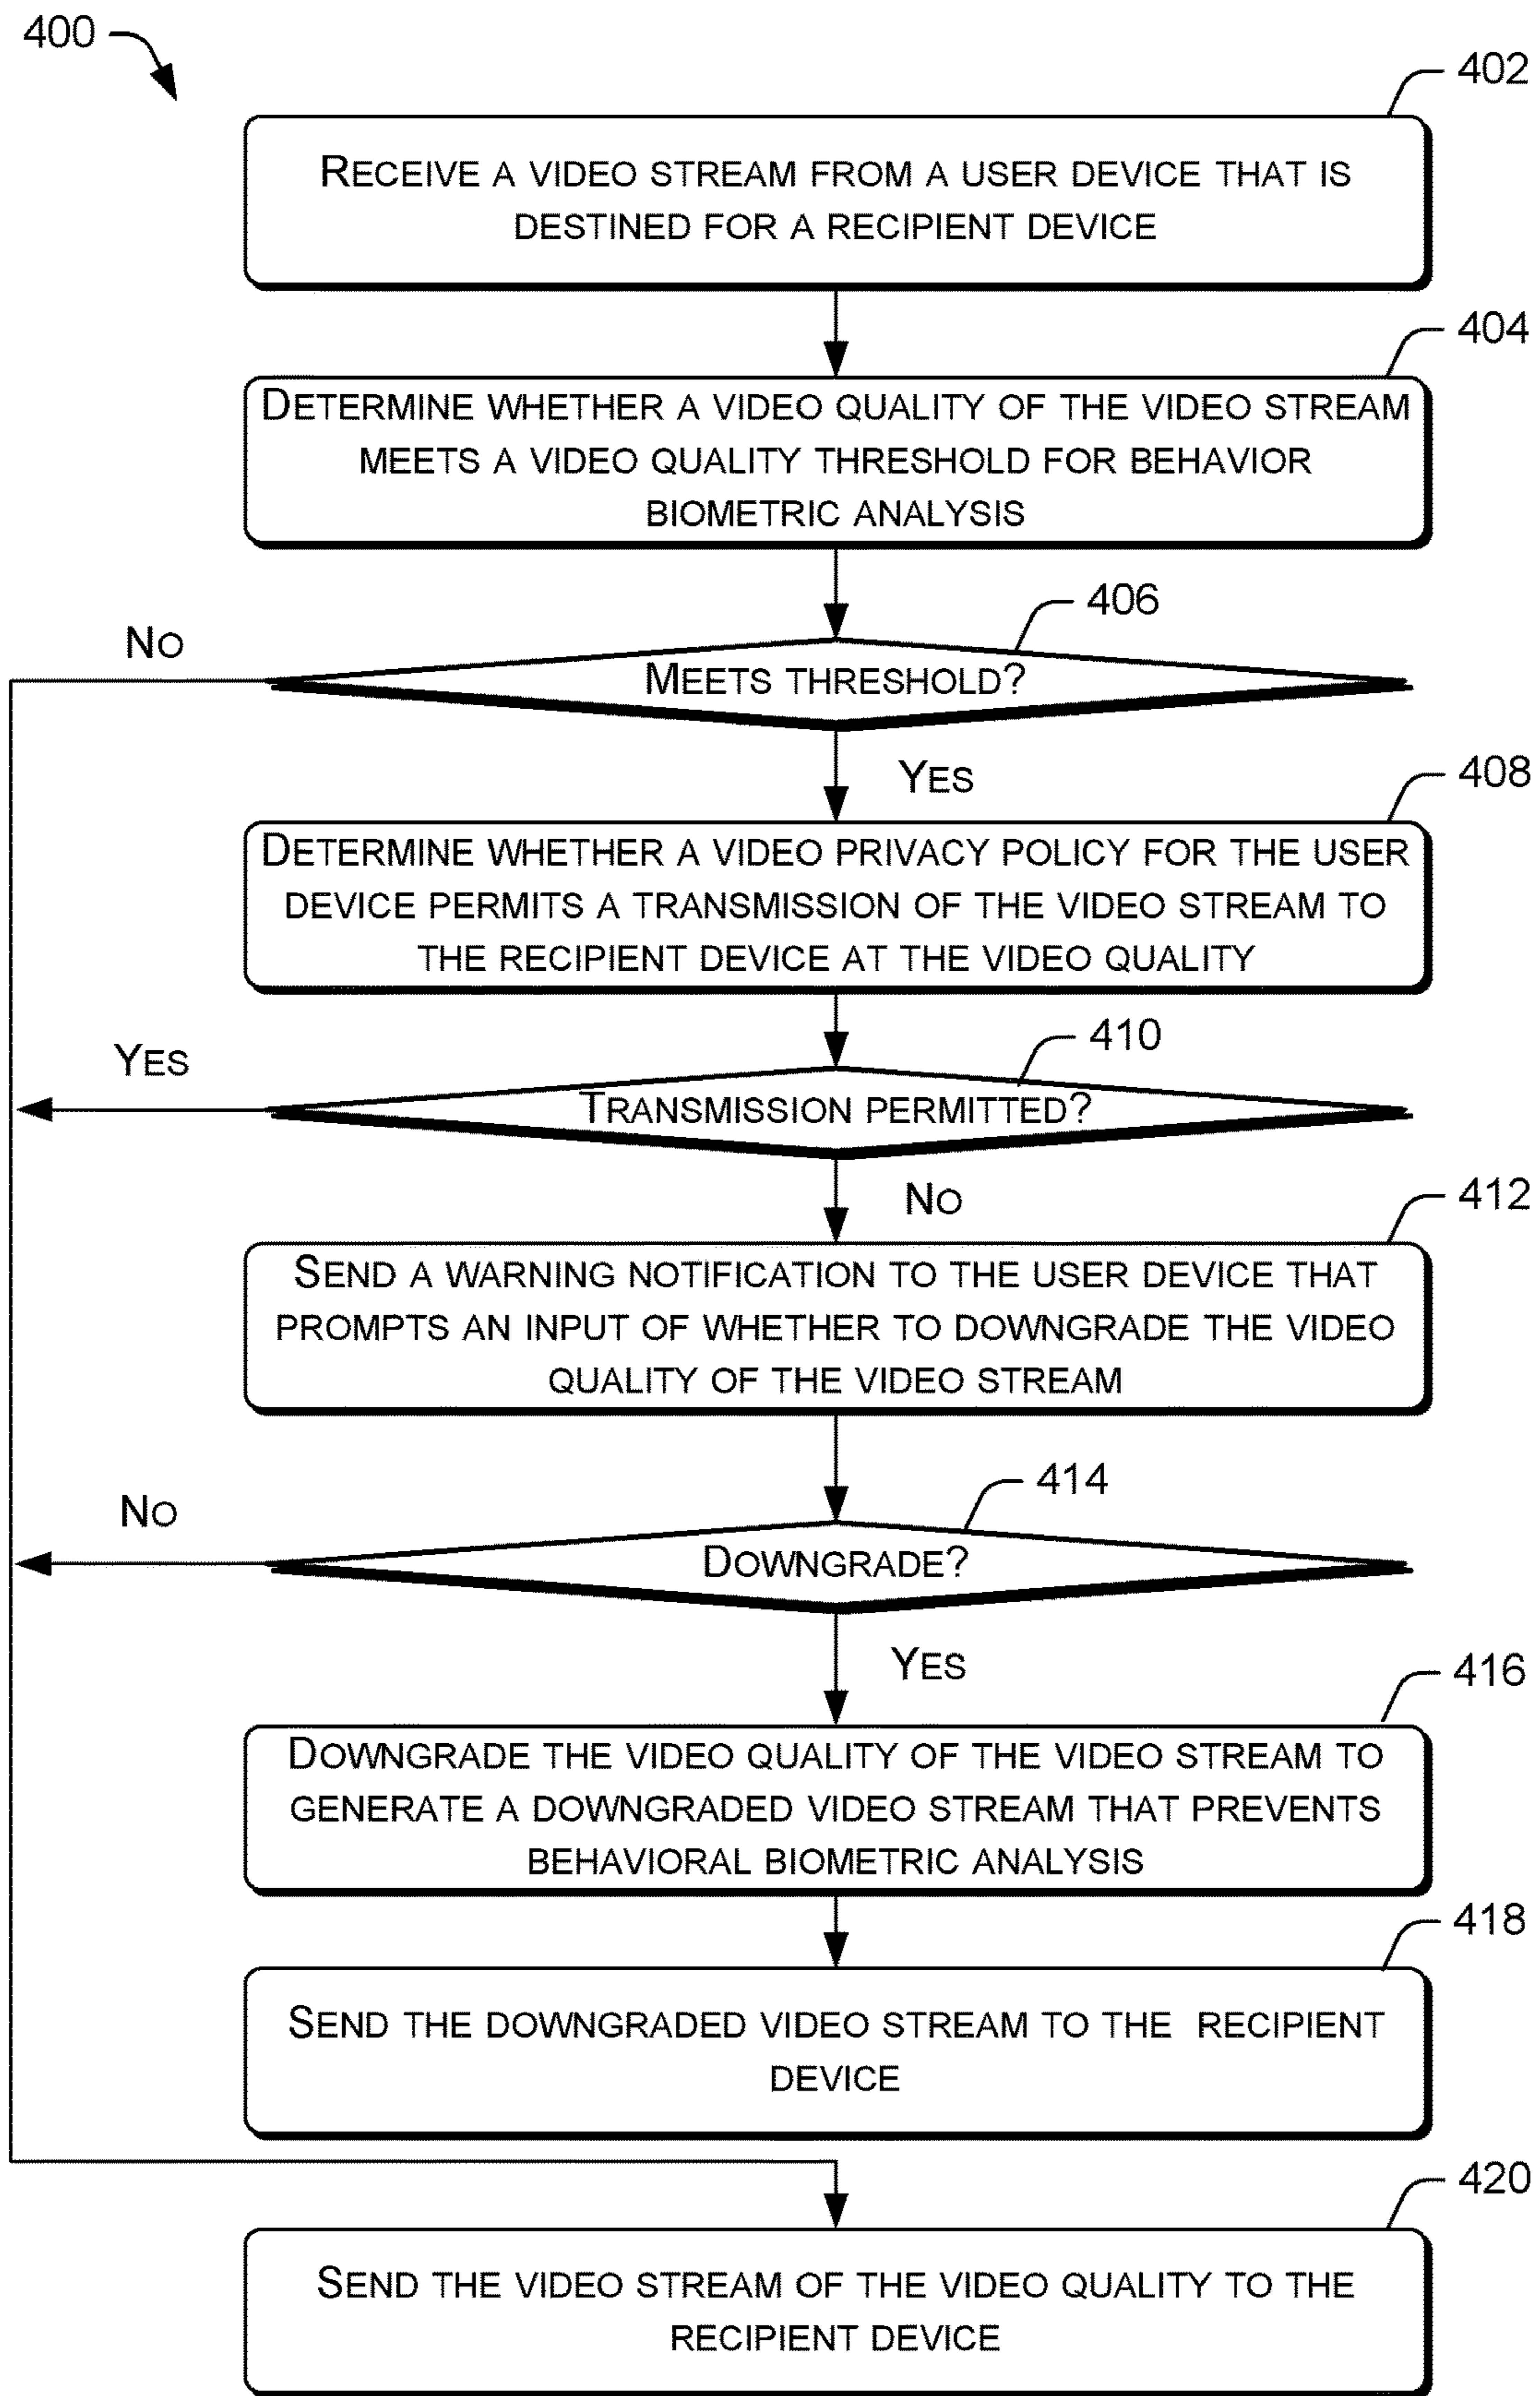 400
402
RECEIVE A VIDEO STREAM FROM A USER DEVICE THAT IS
DESTINED FOR A RECIPIENT DEVICE
404
DETERMINE WHETHER A VIDEO QUALITY OF THE VIDEO STREAM
MEETS A VIDEO QUALITY THRESHOLD FOR BEHAVIOR
BIOMETRIC ANALYSIS
406
NO
MEETS THRESHOLD?
YES
408
DETERMINE WHETHER A VIDEO PRIVACY POLICY FOR THE USER
DEVICE PERMITS A TRANSMISSION OF THE VIDEO STREAM TO
THE RECIPIENT DEVICE AT THE VIDEO QUALITY
410
YES
TRANSMISSION PERMITTED?
NO
412
SEND A WARNING NOTIFICATION TO THE USER DEVICE THAT
PROMPTS AN INPUT OF WHETHER TO DOWNGRADE THE VIDEO
QUALITY OF THE VIDEO STREAM
414
NO
DOWNGRADE?
YES
416
DOWNGRADE THE VIDEO QUALITY OF THE VIDEO STREAM TO
GENERATE A DOWNGRADED VIDEO STREAM THAT PREVENTS
BEHAVIORAL BIOMETRIC ANALYSIS
418
SEND THE DOWNGRADED VIDEO STREAM TO THE RECIPIENT
DEVICE
420
SEND THE VIDEO STREAM OF THE VIDEO QUALITY TO THE
RECIPIENT DEVICE